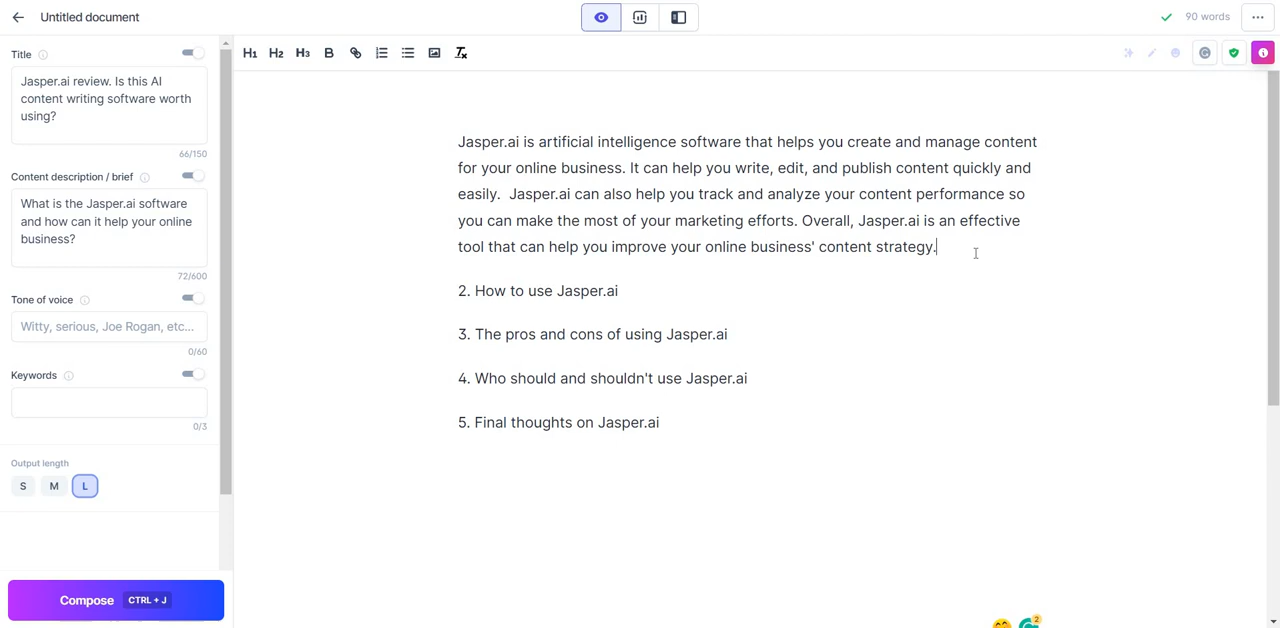 Untitled document
90 words
Title
Jasper.ai review. Is this AI
content writing software worth
using?
66/150
Content description / brief
What is the Jasper.ai software
and how can it help your online
business?
72/600
Tone of voice
Witty, serious, Joe Rogan, etc...
0/60
Keywords
0/3
Output length
S M L
Compose CTRL + J
H1 H2 H3 B Tx
Jasper.ai is artificial intelligence software that helps you create and manage content
for your online business. It can help you write, edit, and publish content quickly and
easily.  Jasper.ai can also help you track and analyze your content performance so
you can make the most of your marketing efforts. Overall, Jasper.ai is an effective
tool that can help you improve your online business' content strategy.
2. How to use Jasper.ai
3. The pros and cons of using Jasper.ai
4. Who should and shouldn't use Jasper.ai
5. Final thoughts on Jasper.ai
2